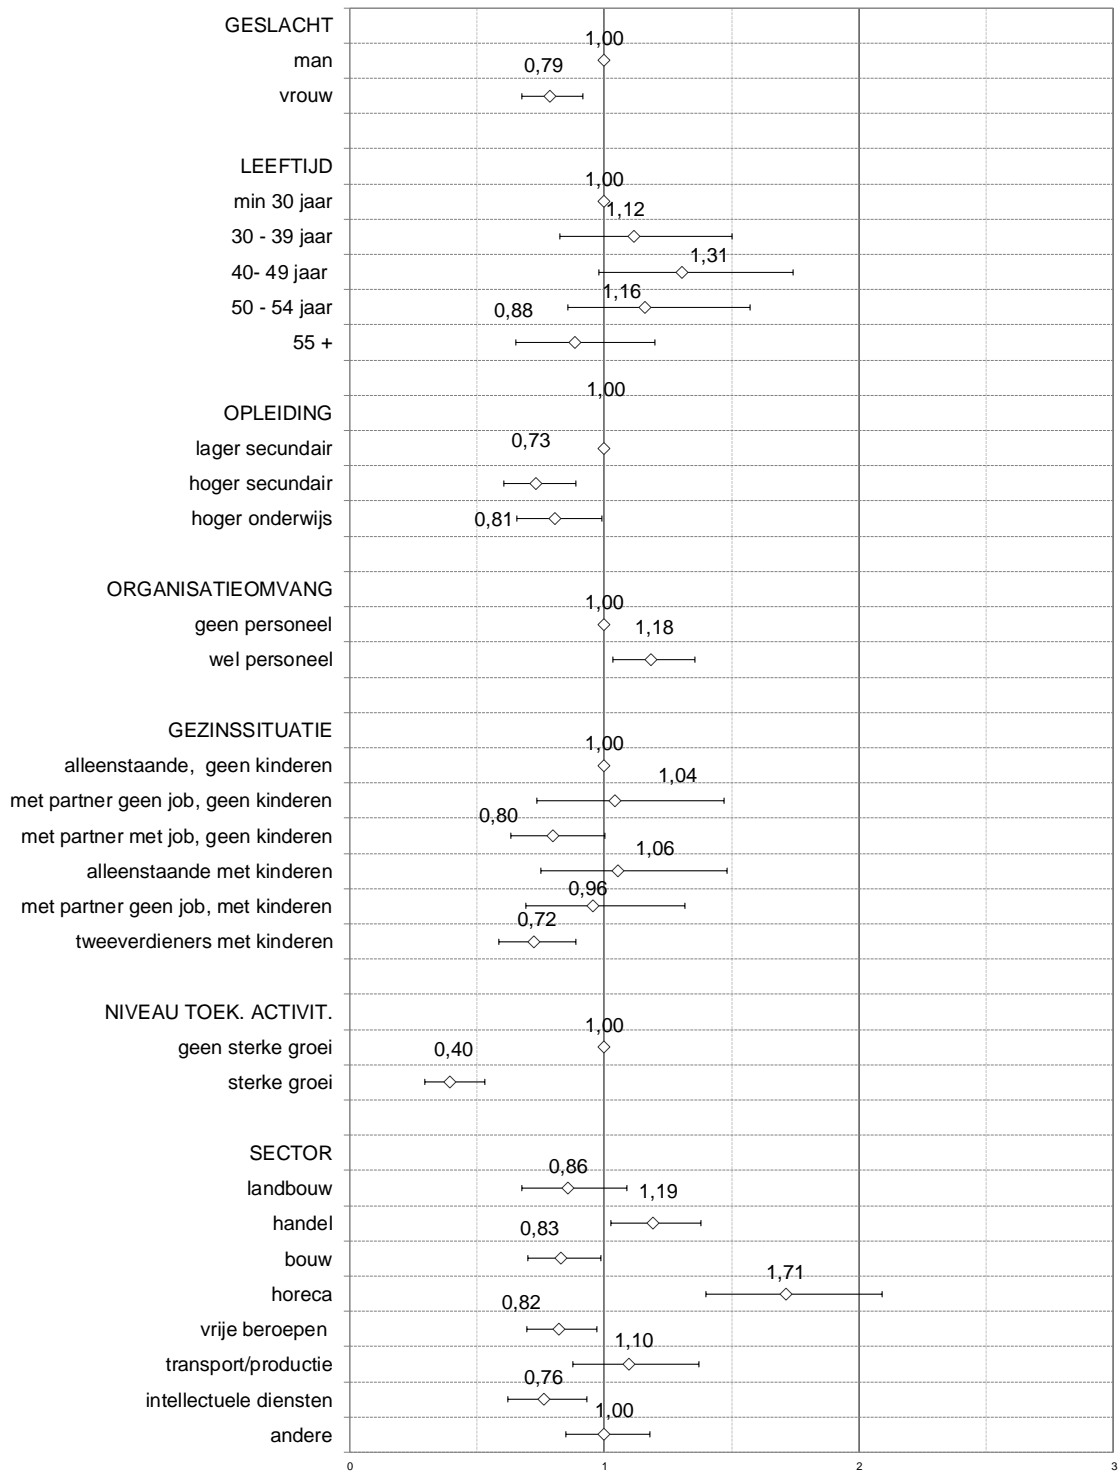 GESLACHT
1,00
man
0,79
vrouw
LEEFTIJD
1,00
min 30 jaar
1,12
30 - 39 jaar
1,31
40- 49 jaar
1,16
50 - 54 jaar
0,88
55 +
1,00
OPLEIDING
0,73
lager secundair
hoger secundair
hoger onderwijs
0,81
ORGANISATIEOMVANG
1,00
geen personeel
1,18
wel personeel
GEZINSSITUATIE
1,00
alleenstaande, geen kinderen
1,04
met partner geen job, geen kinderen
0,80
met partner met job, geen kinderen
1,06
alleenstaande met kinderen
0,96
met partner geen job, met kinderen
0,72
tweeverdieners met kinderen
NIVEAU TOEK. ACTIVIT.
1,00
geen sterke groei
0,40
sterke groei
SECTOR
0,86
landbouw
1,19
handel
0,83
bouw
1,71
horeca
0,82
vrije beroepen
1,10
transport/productie
0,76
intellectuele diensten
1,00
andere
0 1 2 3